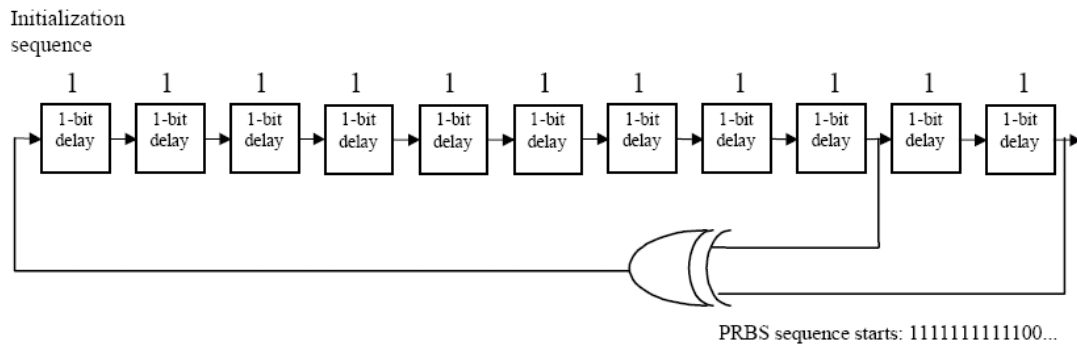 Initialization
sequence
1 1 1 1 1 1 1 1 1 1 1
1-bit 1-bit 1-bit 1-bit 1-bit 1-bit 1-bit 1-bit 1-bit 1-bit 1-bit
delay delay delay delay delay delay delay delay delay delay delay
PRBS sequence starts: 1111111111100...